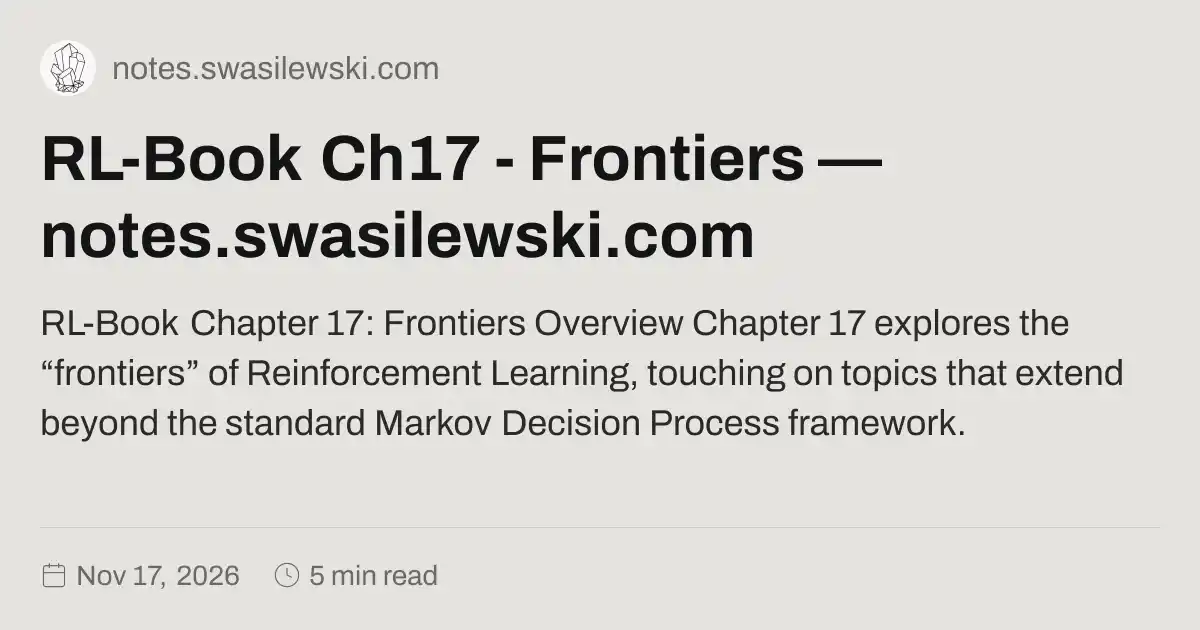 notes.swasilewski.com
RL-Book Ch17 - Frontiers —
notes.swasilewski.com
RL-Book Chapter 17: Frontiers Overview Chapter 17 explores the
“frontiers” of Reinforcement Learning, touching on topics that extend
beyond the standard Markov Decision Process framework.
Nov 17, 2026
5 min read